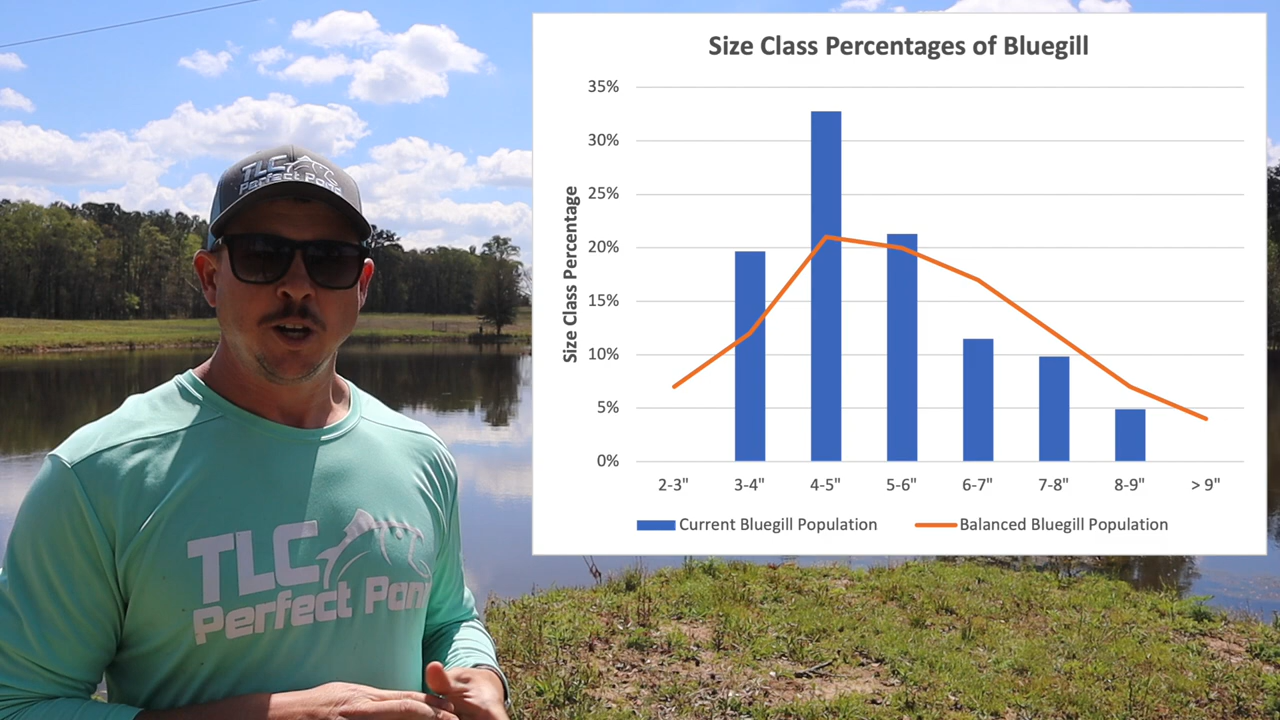 Size Class Percentages of Bluegill
35%
30%
25%
20%
15%
10%
5%
0%
Size Class Percentage
2-3" 3-4" 4-5" 5-6" 6-7" 7-8" 8-9" > 9"
Current Bluegill Population Balanced Bluegill Population
TLC
Perfect Pond
TLC
Perfect Pon